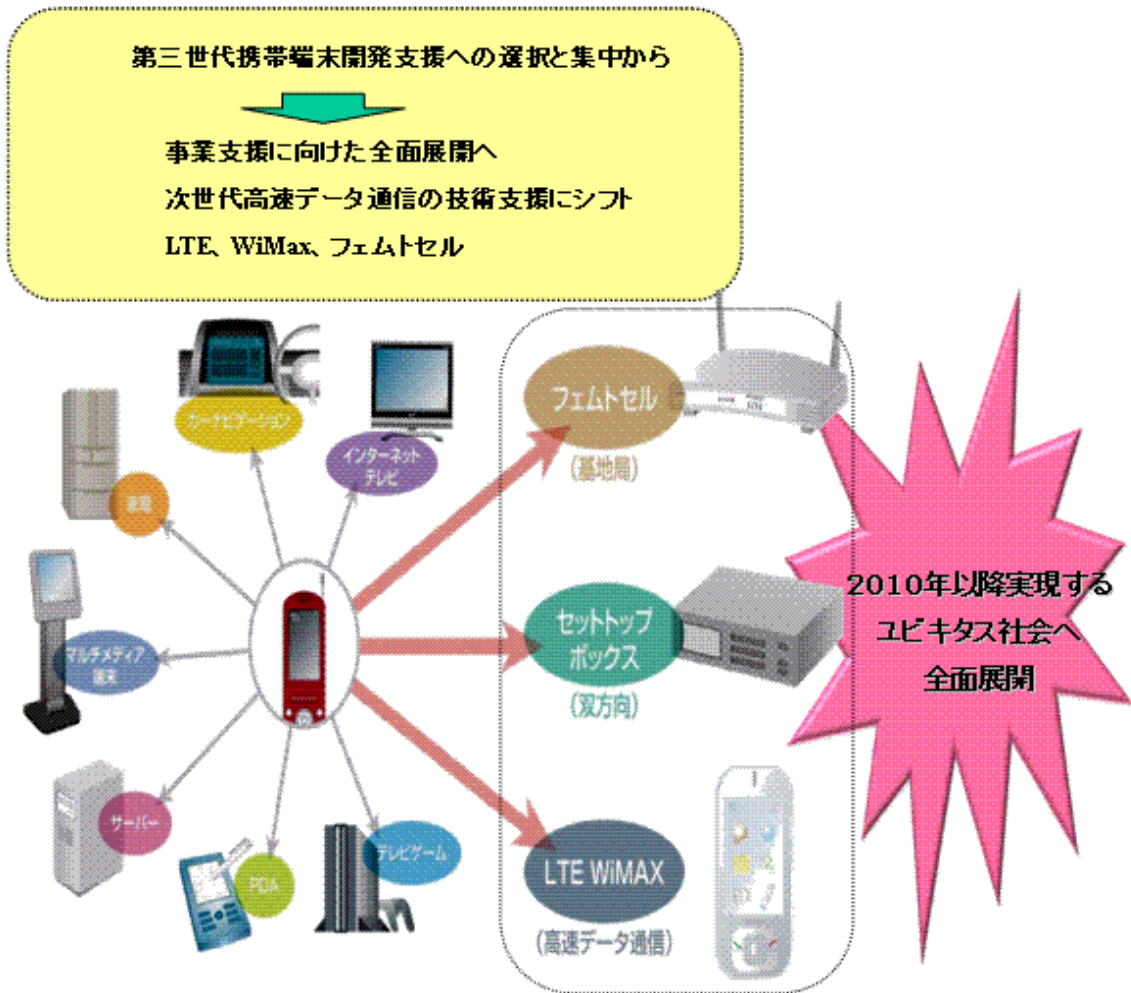 第三世代携帯端末開発支援への選択と集中から
事業支援に向けた全面展開へ
次世代高速データ通信の技術支援にシフト
LTE、WiMax、フェムトセル
カーナビゲーション
インターネット
テレビ
家電
マルチメディア
端末
サーバー
PDA
テレビゲーム
フェムトセル
(基地局)
セットトップ
ボックス
(双方向)
LTE WiMAX
(高速データ通信)
2010年以降実現する
ユビキタス社会へ
全面展開